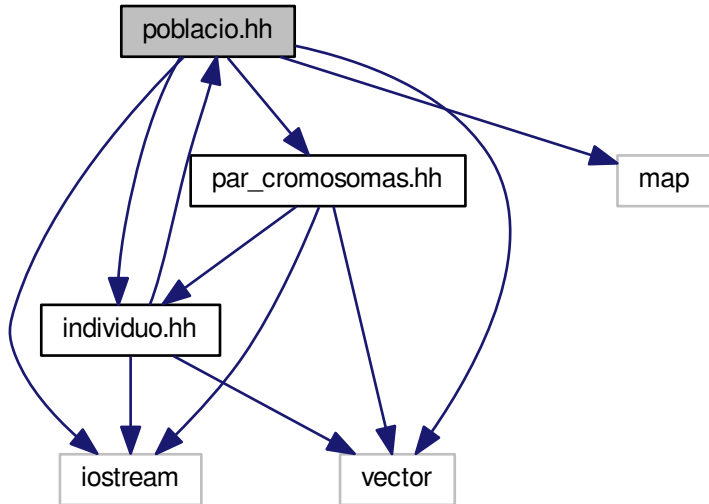 poblacio.hh
par_cromosomas.hh
map
individuo.hh
iostream
vector